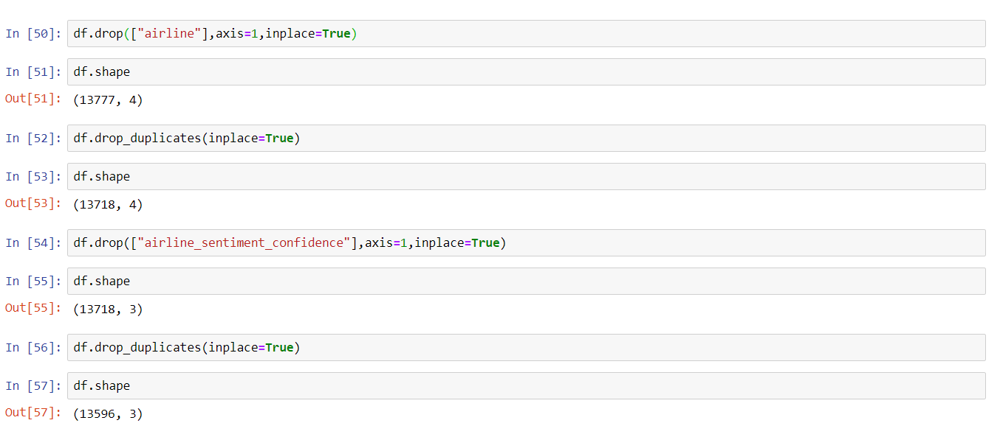 In [50]: df.drop(["airline"],axis=1,inplace=True)
In [51]: df.shape
Out[51]: (13777, 4)
In [52]: df.drop_duplicates(inplace=True)
In [53]: df.shape
Out[53]: (13718, 4)
In [54]: df.drop(["airline_sentiment_confidence"],axis=1,inplace=True)
In [55]: df.shape
Out[55]: (13718, 3)
In [56]: df.drop_duplicates(inplace=True)
In [57]: df.shape
Out[57]: (13596, 3)